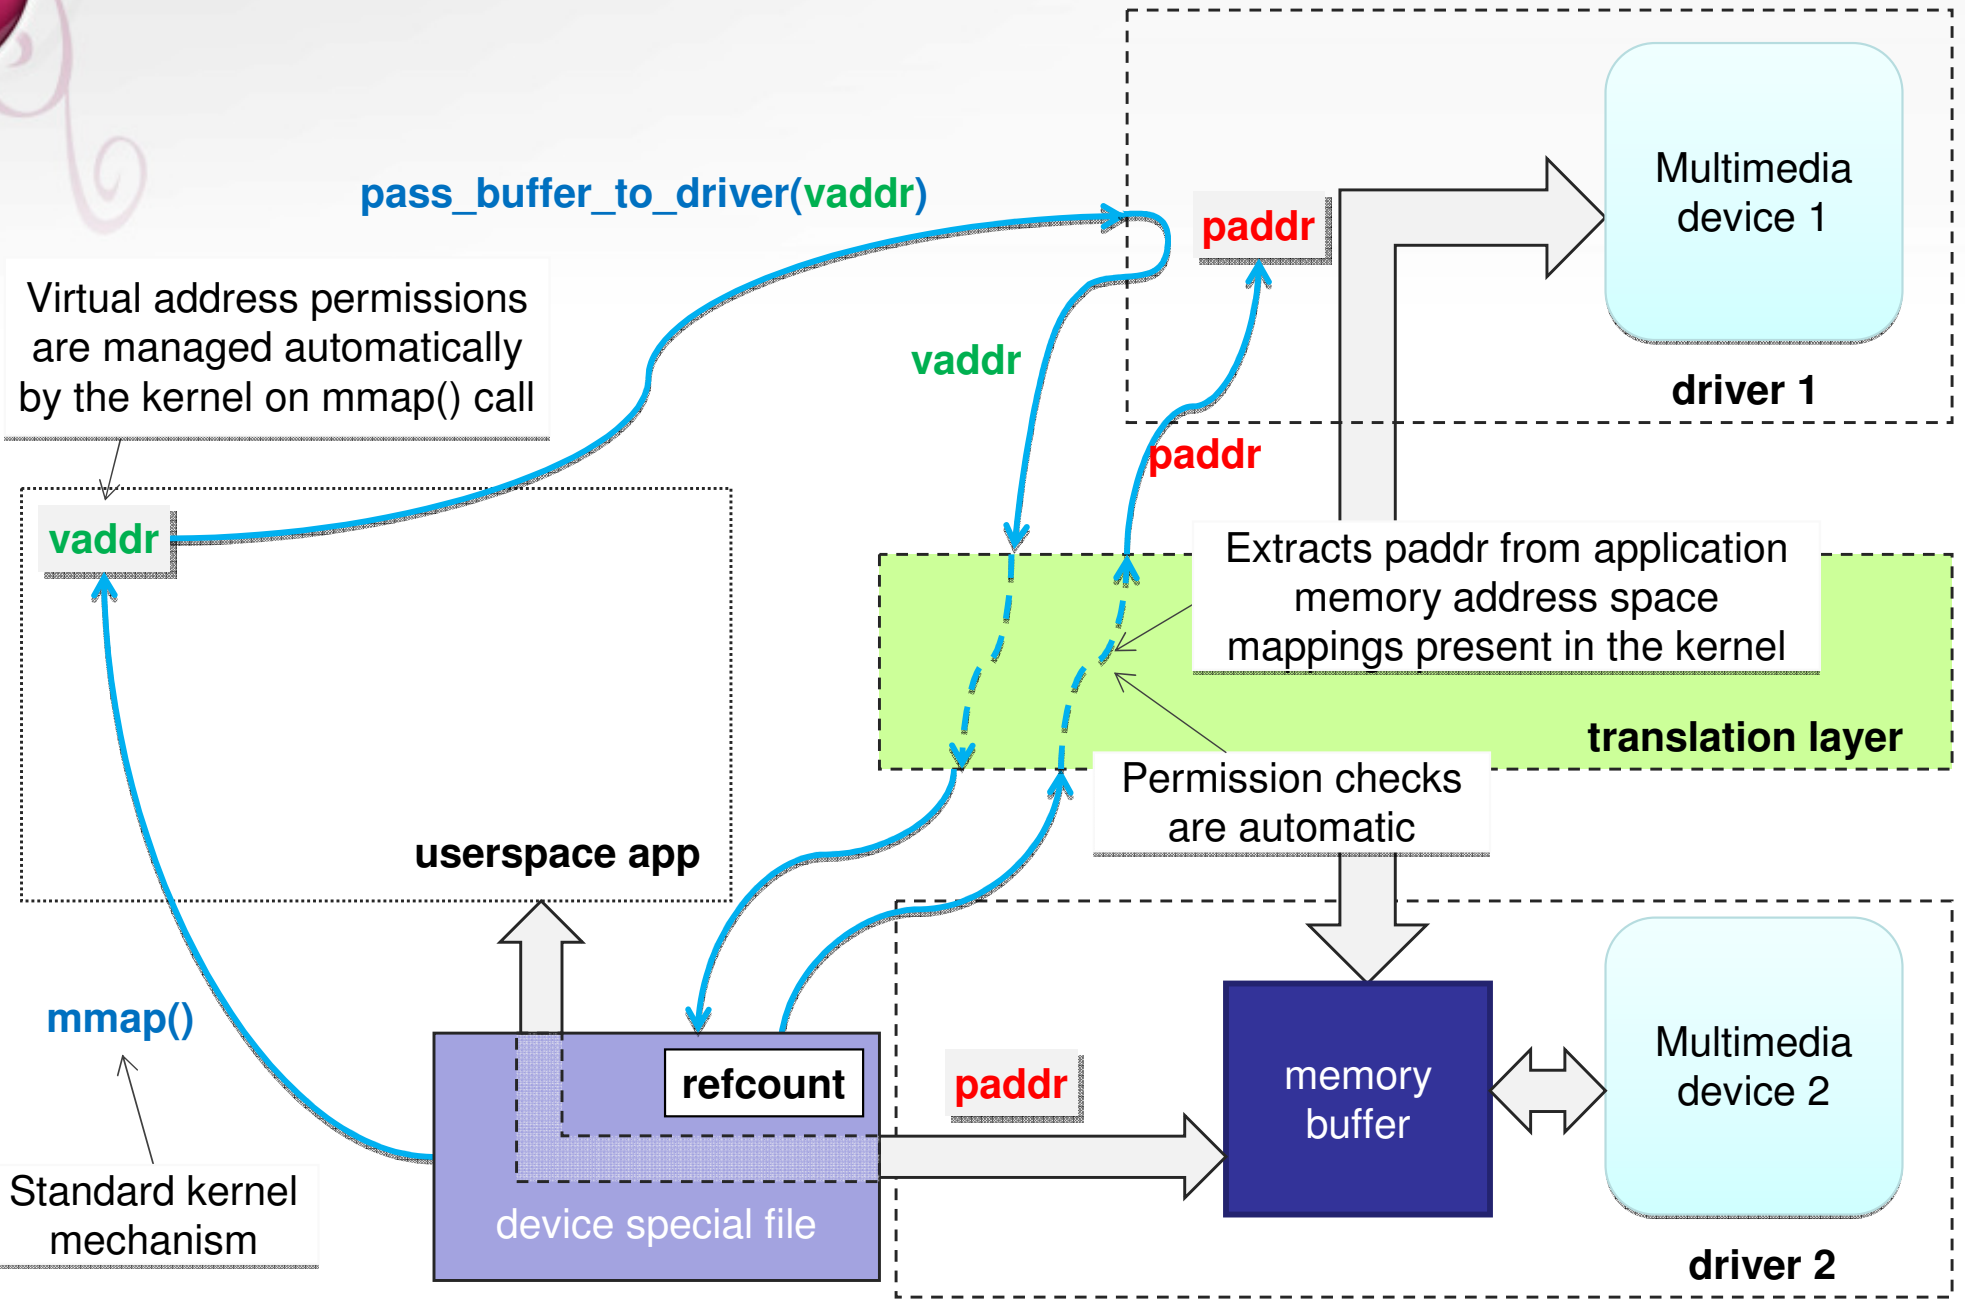 Multimedia
device 1
pass_buffer_to_driver(vaddr)
paddr
Virtual address permissions
are managed automatically
by the kernel on mmap() call
vaddr
driver 1
paddr
vaddr
Extracts paddr from application
memory address space
mappings present in the kernel
translation layer
Permission checks
are automatic
userspace app
mmap()
refcount
paddr
memory
buffer
Multimedia
device 2
Standard kernel
mechanism
device special file
driver 2